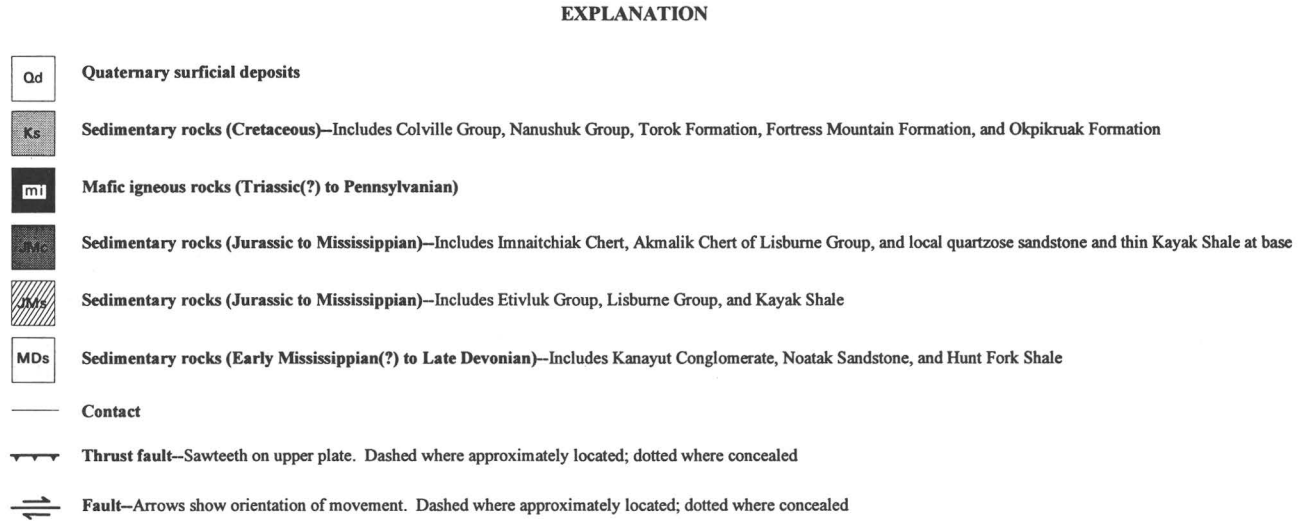 EXPLANATION
Qd Quaternary surficial deposits
Ks Sedimentary rocks (Cretaceous)--Includes Colville Group, Nanushuk Group, Torok Formation, Fortress Mountain Formation, and Okpikruak Formation
mi Mafic igneous rocks (Triassic(?) to Pennsylvanian)
JMc Sedimentary rocks (Jurassic to Mississippian)--Includes Imnaitchiak Chert, Akmalik Chert of Lisburne Group, and local quartzose sandstone and thin Kayak Shale at base
JMs Sedimentary rocks (Jurassic to Mississippian)--Includes Etivluk Group, Lisburne Group, and Kayak Shale
MDs Sedimentary rocks (Early Mississippian(?) to Late Devonian)--Includes Kanayut Conglomerate, Noatak Sandstone, and Hunt Fork Shale
Contact
Thrust fault--Sawteeth on upper plate. Dashed where approximately located; dotted where concealed
Fault--Arrows show orientation of movement. Dashed where approximately located; dotted where concealed